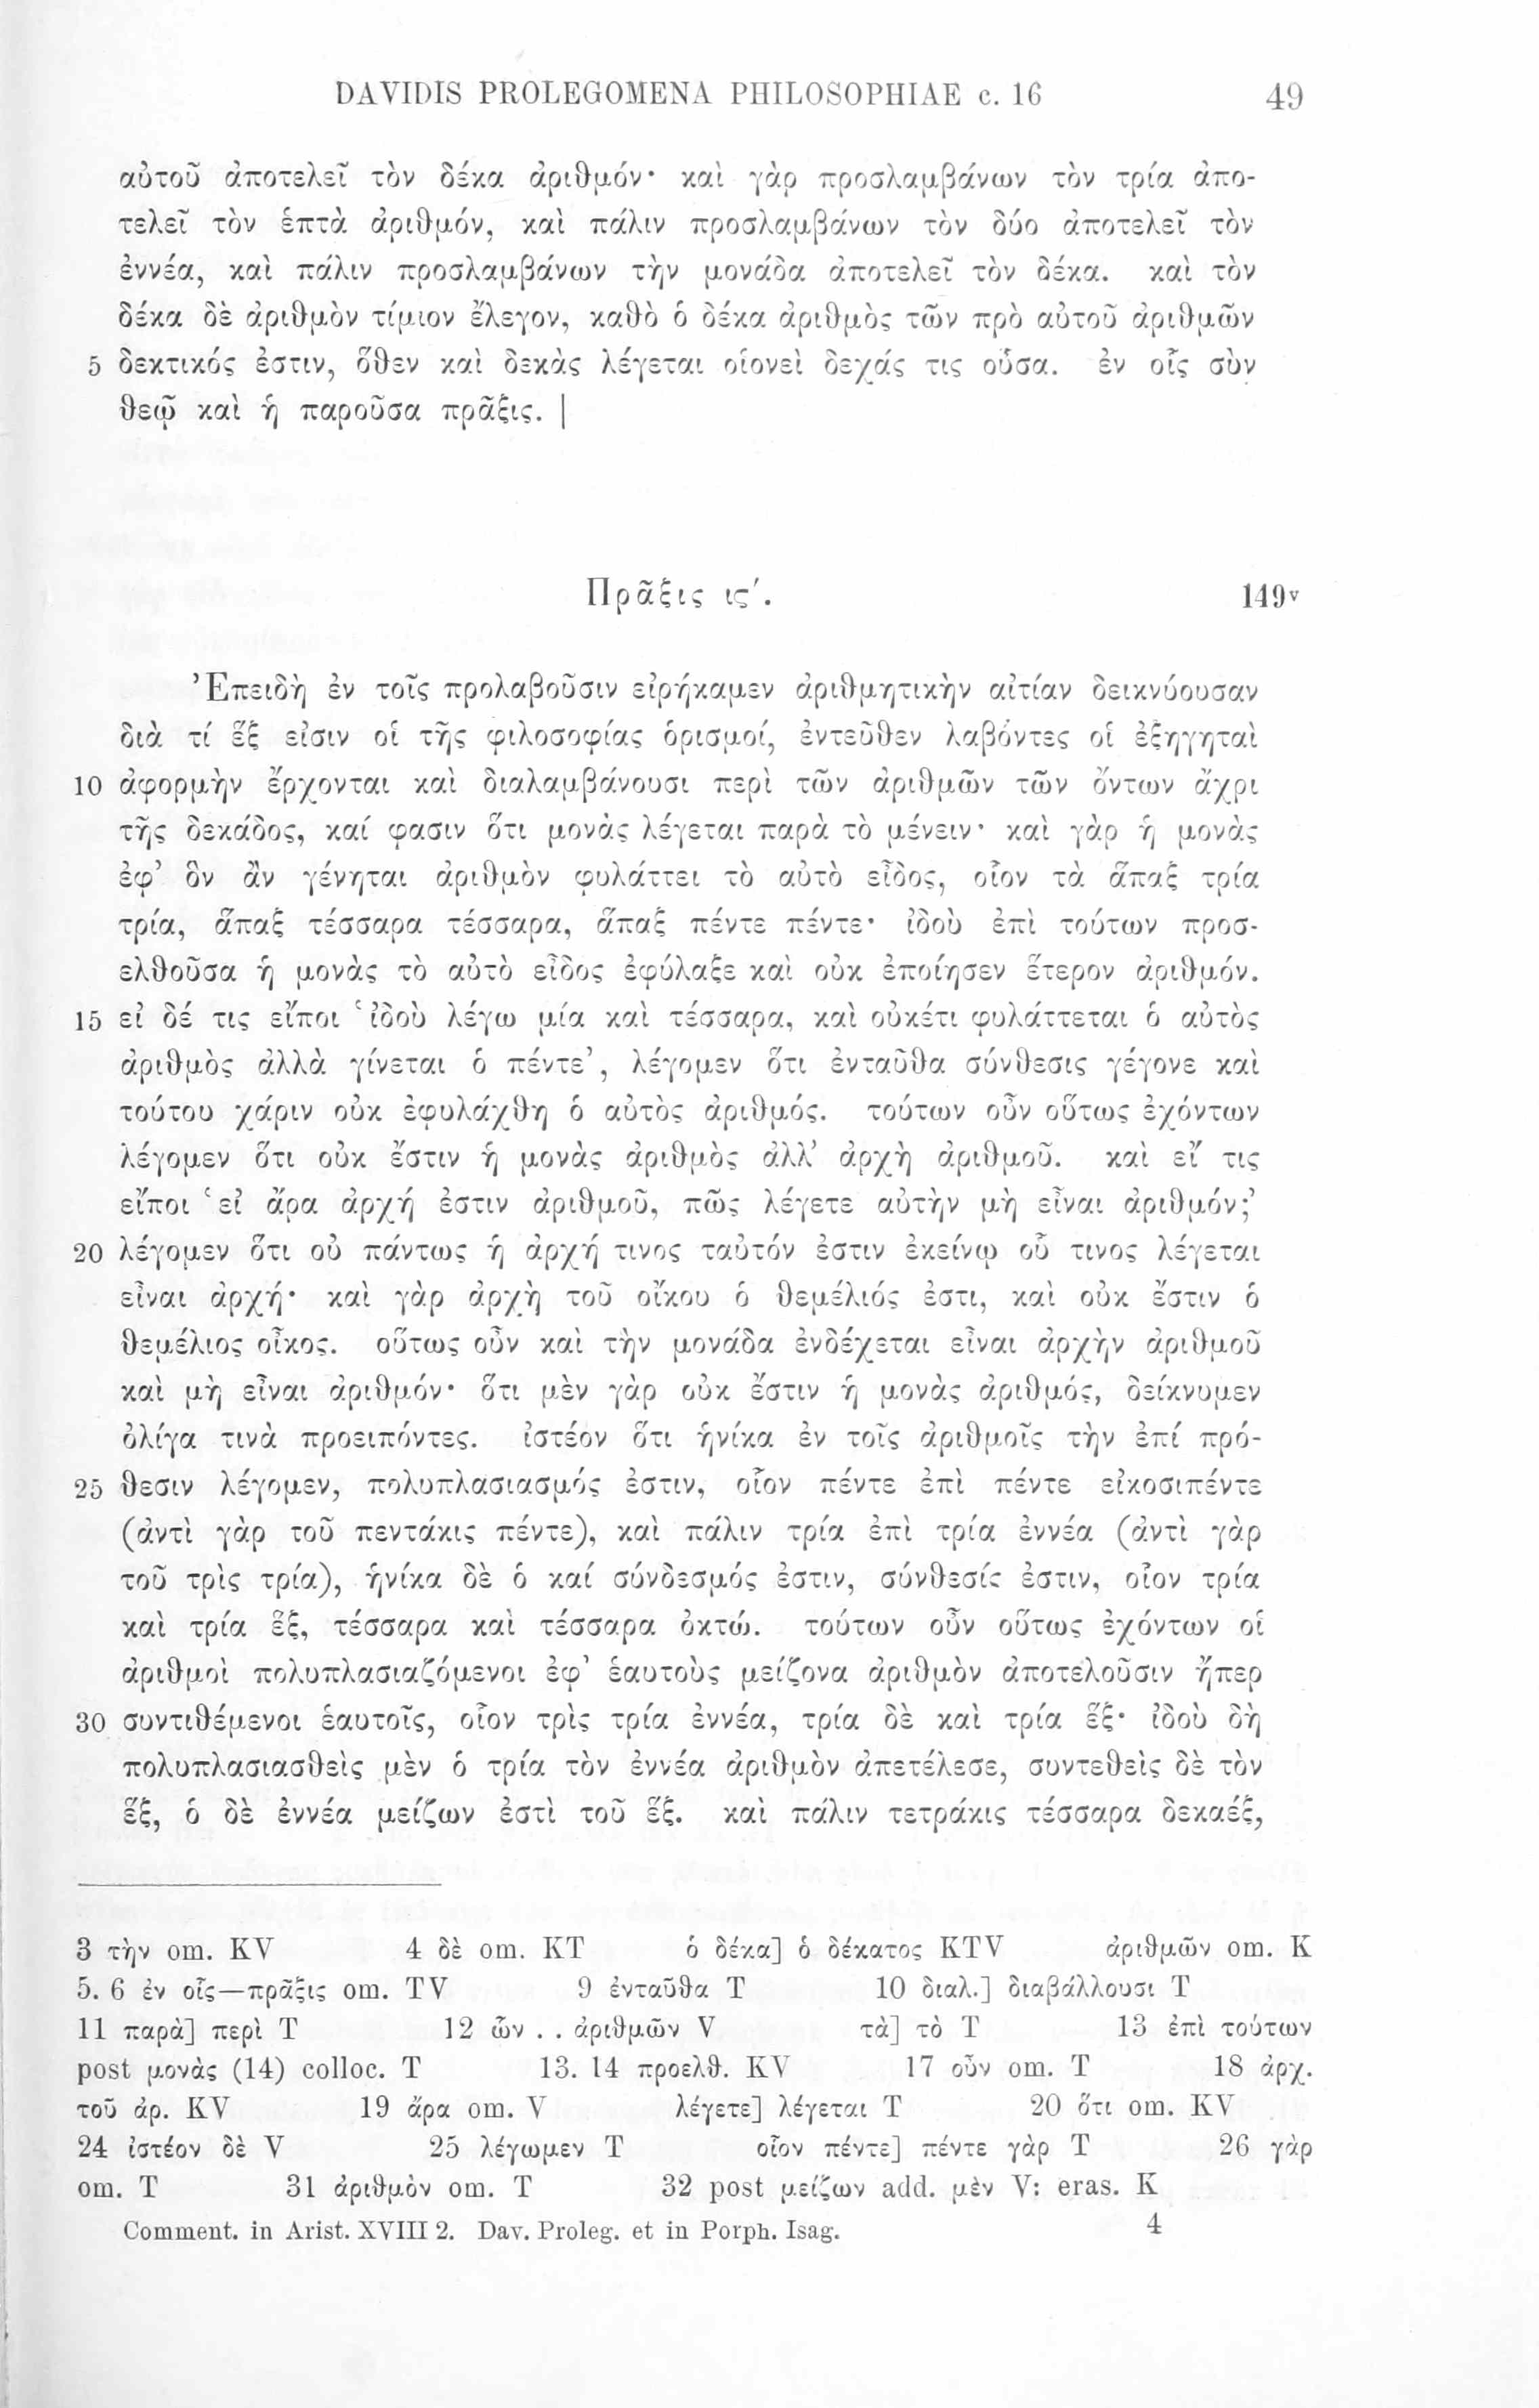 DAVIDIS PROLEGOMENA PHILOSOPHIAE c. 16 49
αὐτοῦ ἀποτελεῖ τὸν δέκα ἀριθμόν· καὶ γὰρ προσλαμβάνων τὸν τρία ἀπο-
τελεῖ τὸν ἑπτὰ ἀριθμόν, καὶ πάλιν προσλαμβάνων τὸν δύο ἀποτελεῖ τὸν
ἐννέα, καὶ πάλιν προσλαμβάνων τὴν μονάδα ἀποτελεῖ τὸν δέκα. καὶ τὸν
δέκα δὲ ἀριθμὸν τίμιον ἔλεγον, καθὸ ὁ δέκα ἀριθμὸς τῶν πρὸ αὐτοῦ ἀριθμῶν
5 δεκτικός ἐστιν, ὅθεν καὶ δεκὰς λέγεται οἱονεὶ δεχάς τις οὖσα. ἐν οἷς σὺν
θεῷ καὶ ἡ παροῦσα πρᾶξις. |
Πρᾶξις ις΄. 149v
Ἐπειδὴ ἐν τοῖς προλαβοῦσιν εἰρήκαμεν ἀριθμητικὴν αἰτίαν δεικνύουσαν
διὰ τί ἕξ εἰσιν οἱ τῆς φιλοσοφίας ὁρισμοί, ἐντεῦθεν λαβόντες οἱ ἐξηγηταὶ
10 ἀφορμὴν ἔρχονται καὶ διαλαμβάνουσι περὶ τῶν ἀριθμῶν τῶν ὄντων ἄχρι
τῆς δεκάδος, καί φασιν ὅτι μονὰς λέγεται παρὰ τὸ μένειν· καὶ γὰρ ἡ μονὰς
ἐφ’ ὃν ἂν γένηται ἀριθμὸν φυλάττει τὸ αὐτὸ εἶδος, οἷον τὰ ἅπαξ τρία
τρία, ἅπαξ τέσσαρα τέσσαρα, ἅπαξ πέντε πέντε· ἰδοὺ ἐπὶ τούτων προσ-
ελθοῦσα ἡ μονὰς τὸ αὐτὸ εἶδος ἐφύλαξε καὶ οὐκ ἐποίησεν ἕτερον ἀριθμόν.
15 εἰ δέ τις εἴποι ‘ἰδοὺ λέγω μία καὶ τέσσαρα, καὶ οὐκέτι φυλάττεται ὁ αὐτὸς
ἀριθμὸς ἀλλὰ γίνεται ὁ πέντε’, λέγομεν ὅτι ἐνταῦθα σύνθεσις γέγονε καὶ
τούτου χάριν οὐκ ἐφυλάχθη ὁ αὐτὸς ἀριθμός. τούτων οὖν οὕτως ἐχόντων
λέγομεν ὅτι οὐκ ἔστιν ἡ μονὰς ἀριθμὸς ἀλλ’ ἀρχὴ ἀριθμοῦ. καὶ εἴ τις
εἴποι ‘εἰ ἄρα ἀρχή ἐστιν ἀριθμοῦ, πῶς λέγετε αὐτὴν μὴ εἶναι ἀριθμόν;’
20 λέγομεν ὅτι οὐ πάντως ἡ ἀρχή τινος ταὐτόν ἐστιν ἐκείνῳ οὗ τινος λέγεται
εἶναι ἀρχή· καὶ γὰρ ἀρχὴ τοῦ οἴκου ὁ θεμέλιός ἐστι, καὶ οὐκ ἔστιν ὁ
θεμέλιος οἶκος. οὕτως οὖν καὶ τὴν μονάδα ἐνδέχεται εἶναι ἀρχὴν ἀριθμοῦ
καὶ μὴ εἶναι ἀριθμόν· ὅτι μὲν γὰρ οὐκ ἔστιν ἡ μονὰς ἀριθμός, δείκνυμεν
ὀλίγα τινὰ προειπόντες. ἰστέον ὅτι ἡνίκα ἐν τοῖς ἀριθμοῖς τὴν ἐπί πρό-
25 θεσιν λέγομεν, πολυπλασιασμός ἐστιν, οἷον πέντε ἐπὶ πέντε εἰκοσιπέντε
(ἀντὶ γὰρ τοῦ πεντάκις πέντε), καὶ πάλιν τρία ἐπὶ τρία ἐννέα (ἀντὶ γὰρ
τοῦ τρὶς τρία), ἡνίκα δὲ ὁ καί σύνδεσμός ἐστιν, σύνθεσίς ἐστιν, οἷον τρία
καὶ τρία ἕξ, τέσσαρα καὶ τέσσαρα ὀκτώ. τούτων οὖν οὕτως ἐχόντων οἱ
ἀριθμοὶ πολυπλασιαζόμενοι ἐφ’ ἑαυτοὺς μείζονα ἀριθμὸν ἀποτελοῦσιν ἤπερ
30 συντιθέμενοι ἑαυτοῖς, οἷον τρὶς τρία ἐννέα, τρία δὲ καὶ τρία ἕξ· ἰδοὺ δὴ
πολυπλασιασθεὶς μὲν ὁ τρία τὸν ἐννέα ἀριθμὸν ἀπετέλεσε, συντεθεὶς δὲ τὸν
ἕξ, ὁ δὲ ἐννέα μείζων ἐστὶ τοῦ ἕξ. καὶ πάλιν τετράκις τέσσαρα δεκαέξ,
3 τὴν om. KV 4 δὲ om. KT ὁ δέκα] ὁ δέκατος KTV ἀριθμῶν om. K
5. 6 ἐν οἷς—πρᾶξις om. TV 9 ἐνταῦθα T 10 διαλ.] διαβάλλουσι T
11 παρὰ] περὶ T 12 ὧν . . ἀριθμῶν V τὰ] τὸ T 13 ἐπὶ τούτων
post μονὰς (14) colloc. T 13. 14 προελθ. KV 17 οὖν om. T 18 ἀρχ.
τοῦ ἀρ. KV 19 ἄρα om. V λέγετε] λέγεται T 20 ὅτι om. KV
24 ἰστέον δὲ V 25 λέγωμεν T οἷον πέντε] πέντε γὰρ T 26 γὰρ
om. T 31 ἀριθμὸν om. T 32 post μείζων add. μὲν V: eras. K
Comment. in Arist. XVIII 2. Dav. Proleg. et in Porph. Isag. 4